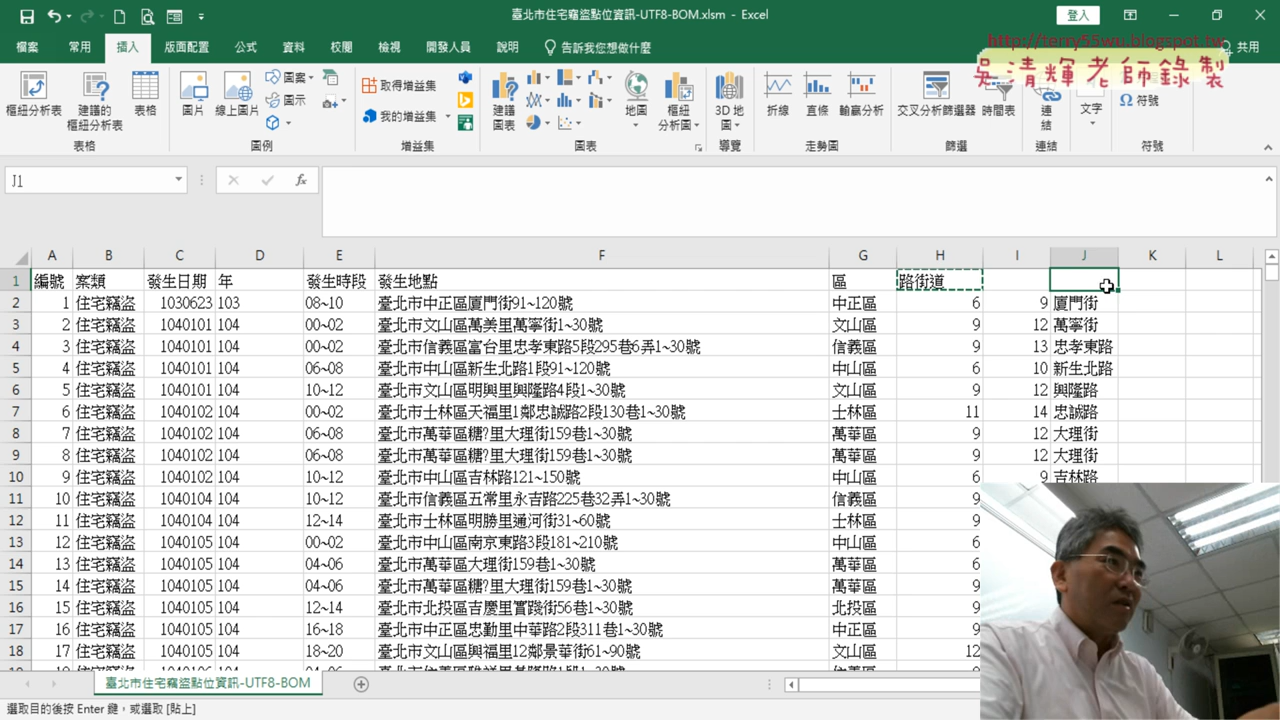 臺北市住宅竊盜點位資訊-UTF8-BOM.xlsm - Excel
登入
檔案 常用 插入 版面配置 公式 資料 校閱 檢視 開發人員 說明 告訴我您想做什麼 共用
http://terry55wu.blogspot.tw
吳清輝老師錄製
樞紐分析表 建議的樞紐分析表 表格 圖片 線上圖片 圖案 圖示 取得增益集 我的增益集 建議圖表 地圖 樞紐分析圖 3D 地圖 折線 直條 輸贏分析 交叉分析篩選器 時間表 連結 文字 符號
表格 圖例 增益集 圖表 導覽 走勢圖 篩選 連結 符號
J1 fx
A B C D E F G H I J K L
1 編號 案類 發生日期 年 發生時段 發生地點 區 路街道
2 1 住宅竊盜 1030623 103 08~10 臺北市中正區廈門街91~120號 中正區 6 9 廈門街
3 2 住宅竊盜 1040101 104 00~02 臺北市文山區萬美里萬寧街1~30號 文山區 9 12 萬寧街
4 3 住宅竊盜 1040101 104 00~02 臺北市信義區富台里忠孝東路5段295巷6弄1~30號 信義區 9 13 忠孝東路
5 4 住宅竊盜 1040101 104 06~08 臺北市中山區新生北路1段91~120號 中山區 6 10 新生北路
6 5 住宅竊盜 1040101 104 10~12 臺北市文山區明興里興隆路4段1~30號 文山區 9 12 興隆路
7 6 住宅竊盜 1040102 104 00~02 臺北市士林區天福里1鄰忠誠路2段130巷1~30號 士林區 11 14 忠誠路
8 7 住宅竊盜 1040102 104 06~08 臺北市萬華區糖?里大理街159巷1~30號 萬華區 9 12 大理街
9 8 住宅竊盜 1040102 104 06~08 臺北市萬華區糖?里大理街159巷1~30號 萬華區 9 12 大理街
10 9 住宅竊盜 1040102 104 10~12 臺北市中山區吉林路121~150號 中山區 6 9 吉林路
11 10 住宅竊盜 1040104 104 10~12 臺北市信義區五常里永吉路225巷32弄1~30號 信義區 9
12 11 住宅竊盜 1040104 104 12~14 臺北市士林區明勝里通河街31~60號 士林區 9
13 12 住宅竊盜 1040105 104 00~02 臺北市中山區南京東路3段181~210號 中山區 6
14 13 住宅竊盜 1040105 104 04~06 臺北市萬華區大理街159巷1~30號 萬華區 6
15 14 住宅竊盜 1040105 104 04~06 臺北市萬華區糖?里大理街159巷1~30號 萬華區 9
16 15 住宅竊盜 1040105 104 12~14 臺北市北投區吉慶里實踐街56巷1~30號 北投區 9
17 16 住宅竊盜 1040105 104 16~18 臺北市中正區忠勤里中華路2段311巷1~30號 中正區 9
18 17 住宅竊盜 1040105 104 18~20 臺北市文山區興福里12鄰景華街61~90號 文山區 12
臺北市住宅竊盜點位資訊-UTF8-BOM
選取目的後按 Enter 鍵，或選取 [貼上]